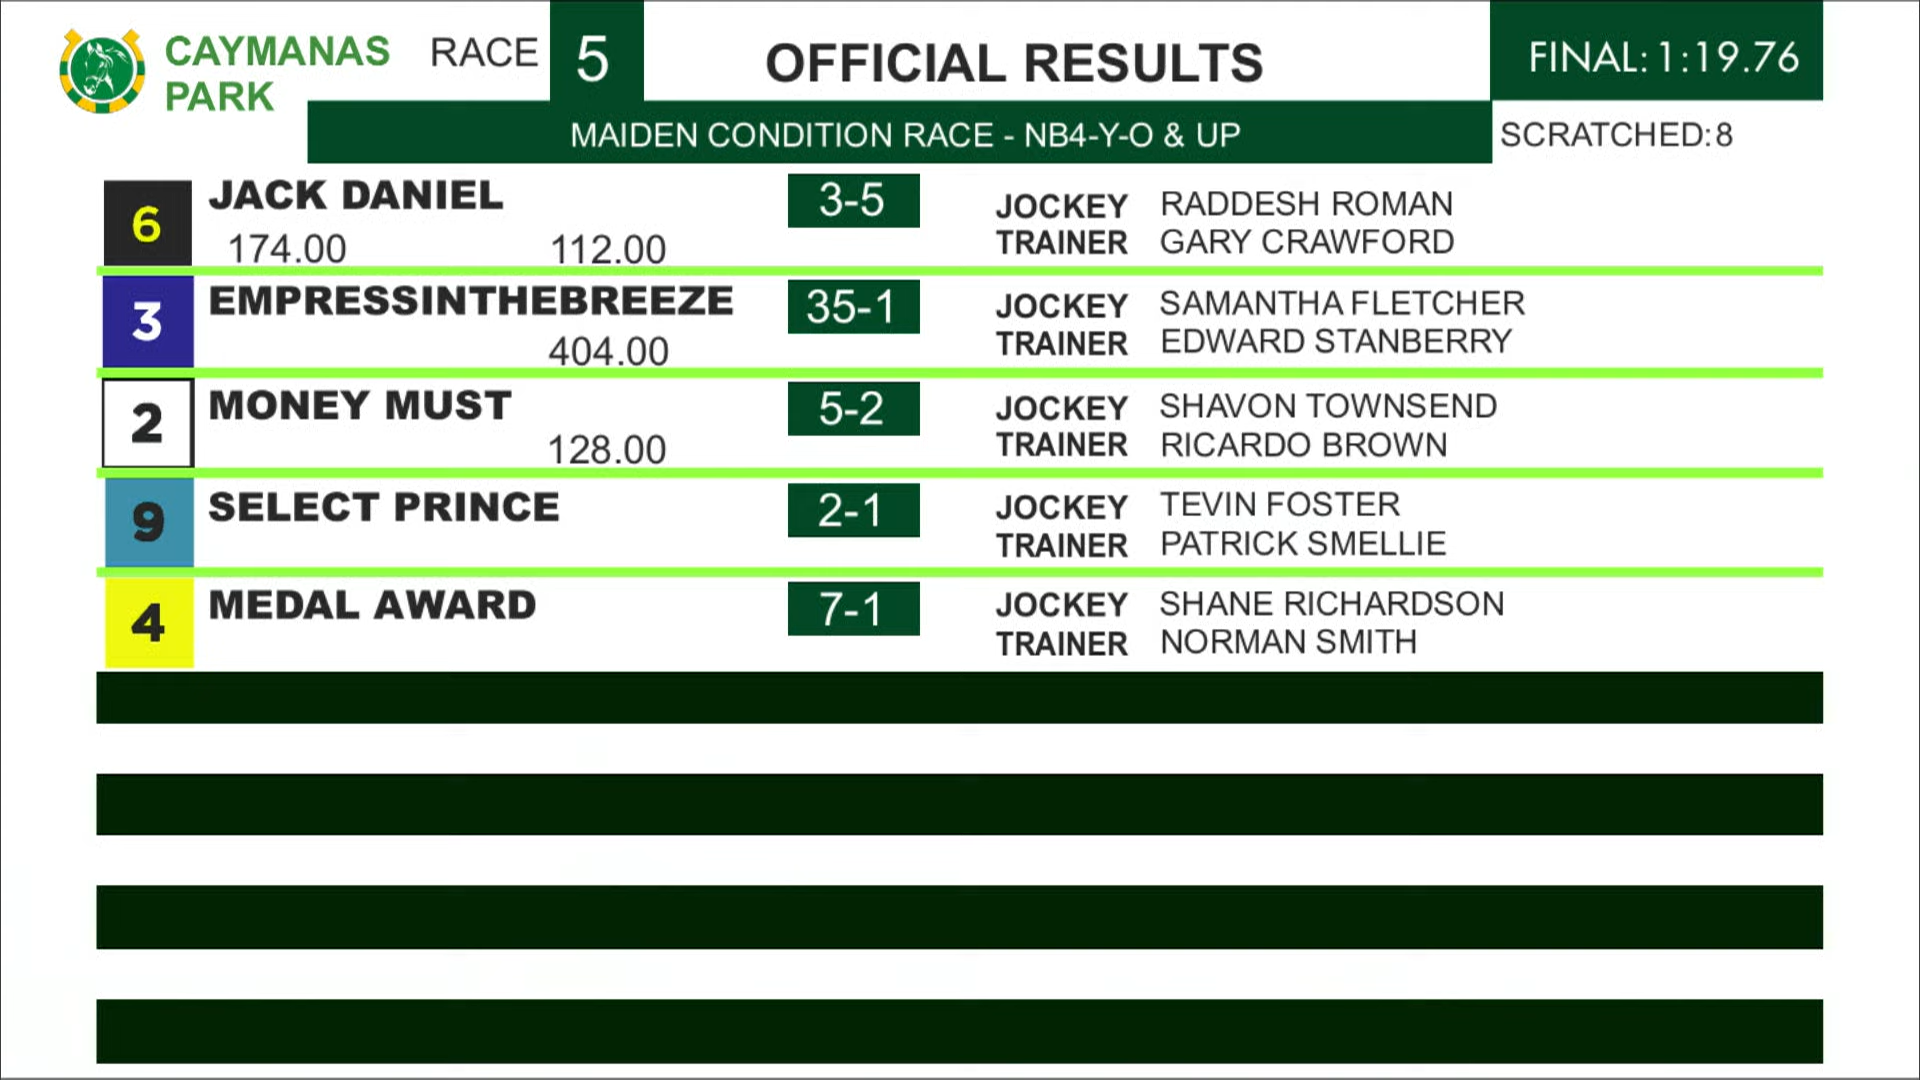 CAYMANAS PARK
RACE 5
OFFICIAL RESULTS
FINAL: 1:19.76
MAIDEN CONDITION RACE - NB4-Y-O & UP
SCRATCHED: 8
6 JACK DANIEL 3-5 JOCKEY RADDESH ROMAN
174.00 112.00 TRAINER GARY CRAWFORD
3 EMPRESSINTHEBREEZE 35-1 JOCKEY SAMANTHA FLETCHER
404.00 TRAINER EDWARD STANBERRY
2 MONEY MUST 5-2 JOCKEY SHAVON TOWNSEND
128.00 TRAINER RICARDO BROWN
9 SELECT PRINCE 2-1 JOCKEY TEVIN FOSTER
TRAINER PATRICK SMELLIE
4 MEDAL AWARD 7-1 JOCKEY SHANE RICHARDSON
TRAINER NORMAN SMITH